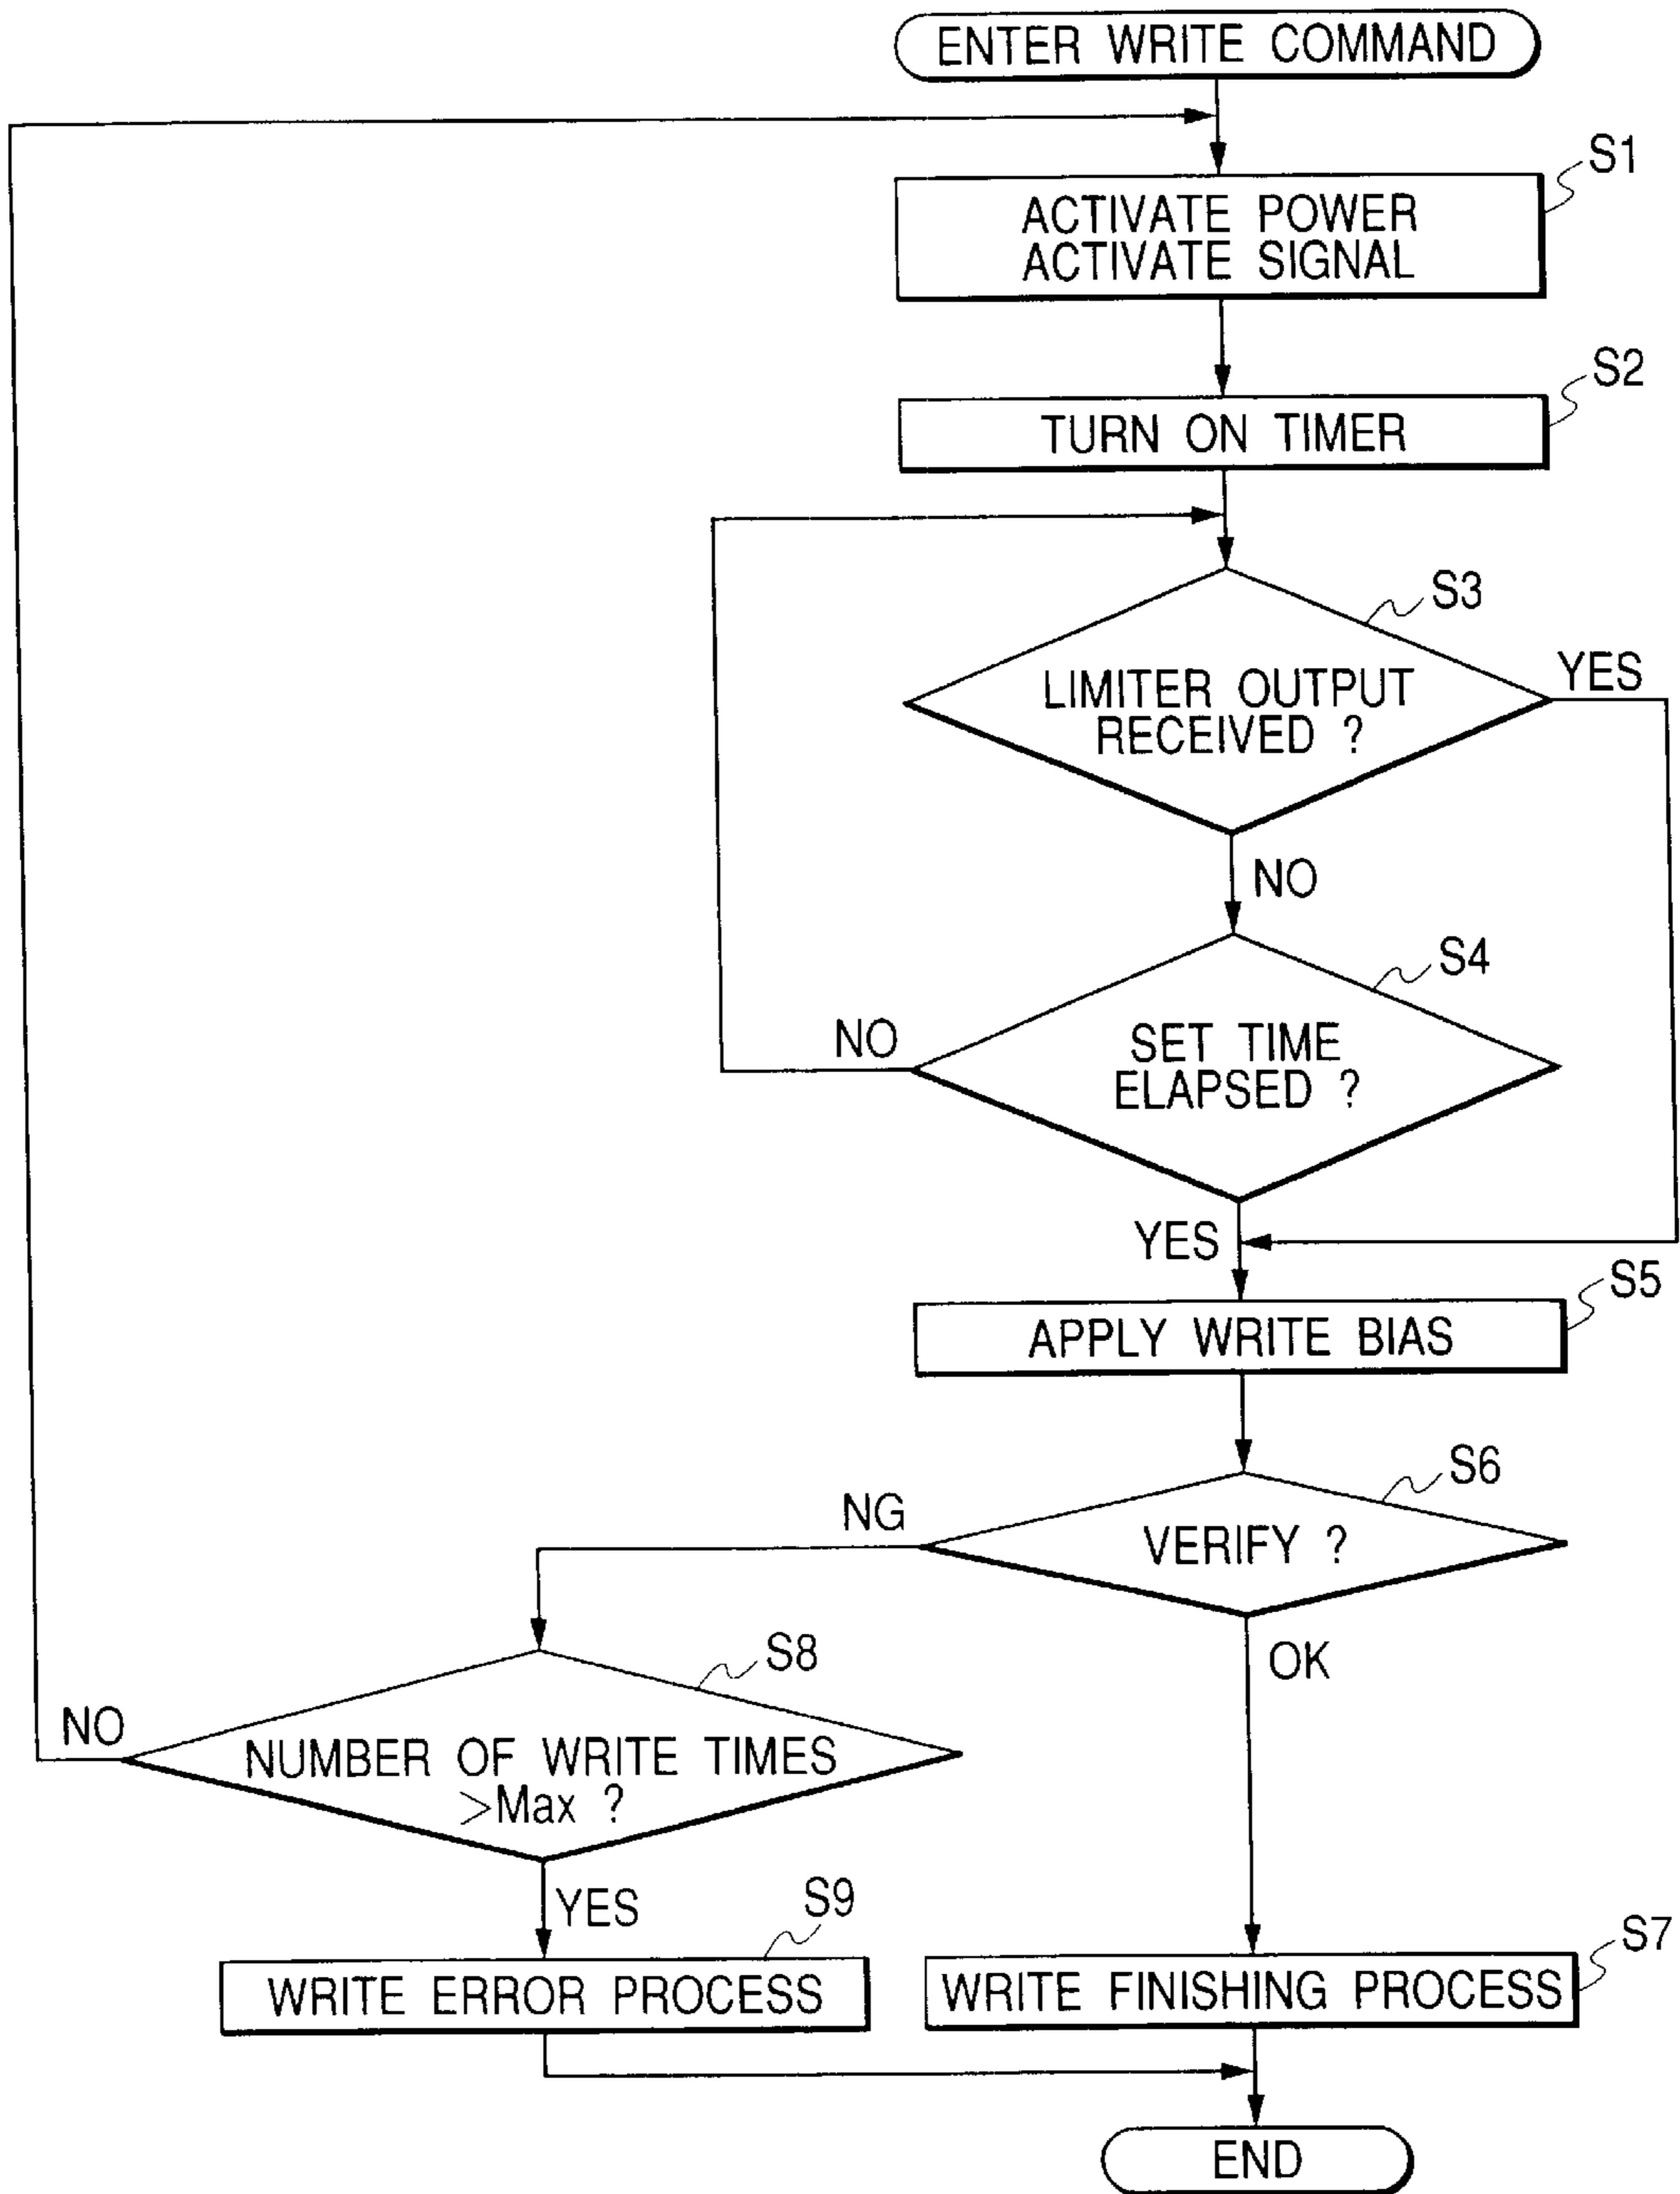 ENTER WRITE COMMAND
S1
ACTIVATE POWER
ACTIVATE SIGNAL
S2
TURN ON TIMER
S3
LIMITER OUTPUT
RECEIVED ?
YES
NO
S4
SET TIME
ELAPSED ?
NO
YES
S5
APPLY WRITE BIAS
S6
VERIFY ?
NG
OK
S8
NUMBER OF WRITE TIMES
>Max ?
NO
YES
S9
WRITE ERROR PROCESS
S7
WRITE FINISHING PROCESS
END